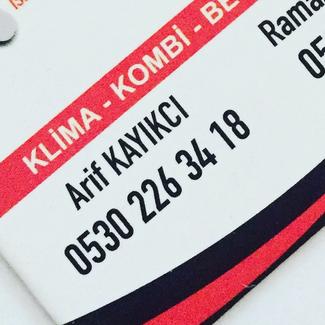 KLİMA - KOMBİ - BE
Arif KAYIKCI
0530 226 34 18
Rama
05